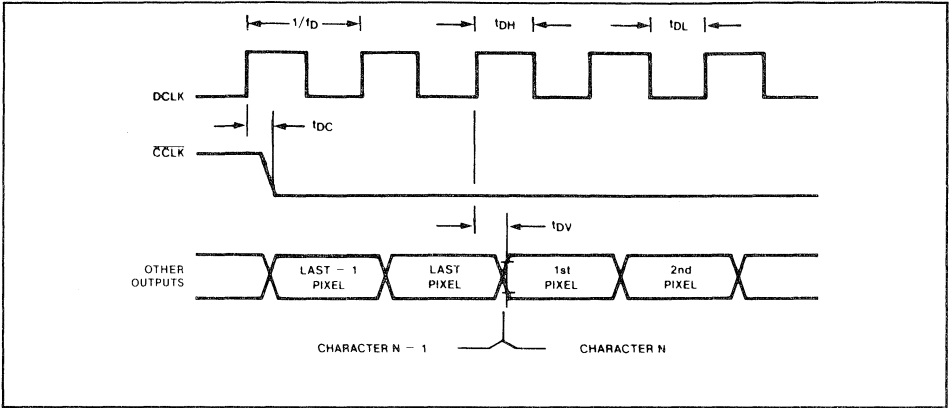 1/fD
tDH
tDL
DCLK
tDC
CCLK
tDV
OTHER
OUTPUTS
LAST – 1
PIXEL
LAST
PIXEL
1st
PIXEL
2nd
PIXEL
CHARACTER N – 1
CHARACTER N